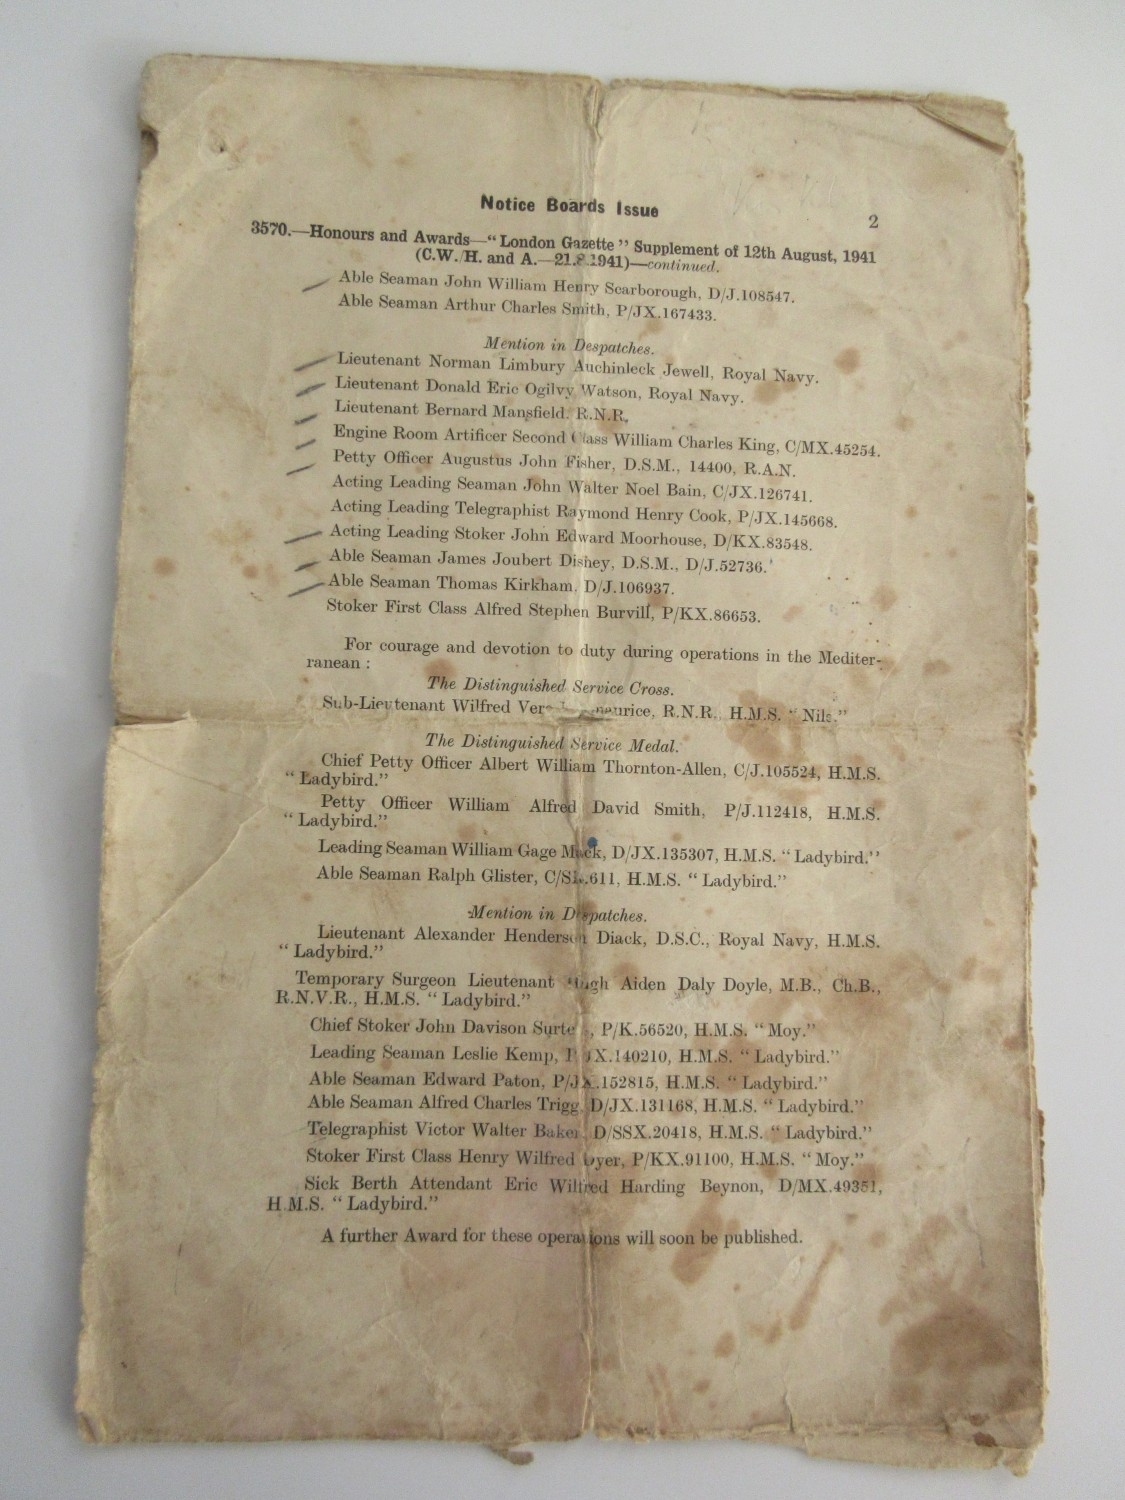 Notice Boards Issue
2
3570.—Honours and Awards—“London Gazette” Supplement of 12th August, 1941
(C.W./H. and A.—21.8.1941)—continued.
Able Seaman John William Henry Scarborough, D/J.108547.
Able Seaman Arthur Charles Smith, P/JX.167433.
Mention in Despatches.
Lieutenant Norman Limbury Auchinleck Jewell, Royal Navy.
Lieutenant Donald Eric Ogilvy Watson, Royal Navy.
Lieutenant Bernard Mansfield, R.N.R.
Engine Room Artificer Second Class William Charles King, C/MX.45254.
Petty Officer Augustus John Fisher, D.S.M., 14400, R.A.N.
Acting Leading Seaman John Walter Noel Bain, C/JX.126741.
Acting Leading Telegraphist Raymond Henry Cook, P/JX.145668.
Acting Leading Stoker John Edward Moorhouse, D/KX.83548.
Able Seaman James Joubert Disney, D.S.M., D/J.52736.
Able Seaman Thomas Kirkham, D/J.106937.
Stoker First Class Alfred Stephen Burvill, P/KX.86653.
For courage and devotion to duty during operations in the Mediter-
ranean :
The Distinguished Service Cross.
Sub-Lieutenant Wilfred R.N.R., H.M.S. “Nile.”
The Distinguished Service Medal.
Chief Petty Officer Albert William Thornton-Allen, C/J.105524, H.M.S.
“Ladybird.”
Petty Officer William Alfred David Smith, P/J.112418, H.M.S.
“Ladybird.”
Leading Seaman William Gage Mack, D/JX.135307, H.M.S. “Ladybird.”
Able Seaman Ralph Glister, H.M.S. “Ladybird.”
Mention in Despatches.
Lieutenant Alexander Henderson Diack, D.S.C., Royal Navy, H.M.S.
“Ladybird.”
Temporary Surgeon Lieutenant Hugh Aiden Daly Doyle, M.B., Ch.B.,
R.N.V.R., H.M.S. “Ladybird.”
Chief Stoker John Davison P/K.56520, H.M.S. “Moy.”
Leading Seaman Leslie Kemp, H.M.S. “Ladybird.”
Able Seaman Edward Paton, P/JX.152815, H.M.S. “Ladybird.”
Able Seaman Alfred Charles Trigg, D/JX.131168, H.M.S. “Ladybird.”
Telegraphist Victor Walter Baker, D/SSX.20418, H.M.S. “Ladybird.”
Stoker First Class Henry Wilfred Dyer, P/KX.91100, H.M.S. “Moy.”
Sick Berth Attendant Eric Wilfred Harding Beynon, D/MX.49351,
H.M.S. “Ladybird.”
A further Award for these operations will soon be published.